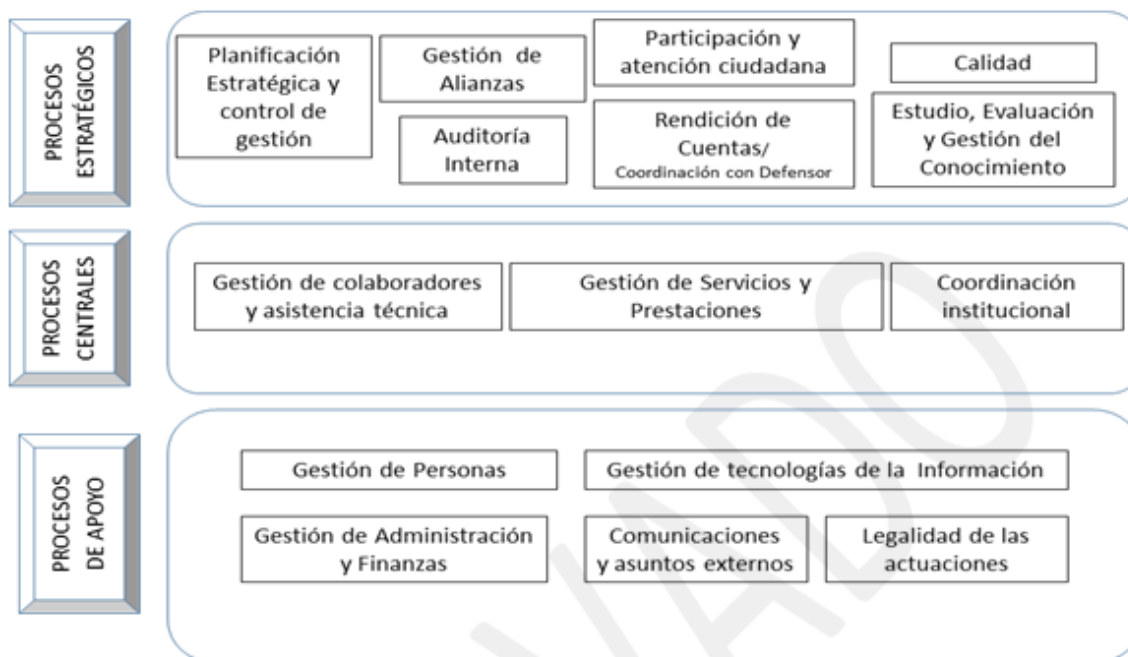 PROCESOS
ESTRATÉGICOS
Planificación
Estratégica y
control de
gestión
Gestión de
Alianzas
Auditoría
Interna
Participación y
atención ciudadana
Rendición de
Cuentas/
Coordinación con Defensor
Calidad
Estudio, Evaluación
y Gestión del
Conocimiento
PROCESOS
CENTRALES
Gestión de colaboradores
y asistencia técnica
Gestión de Servicios y
Prestaciones
Coordinación
institucional
PROCESOS
DE APOYO
Gestión de Personas
Gestión de tecnologías de la Información
Gestión de Administración
y Finanzas
Comunicaciones
y asuntos externos
Legalidad de las
actuaciones
VADO